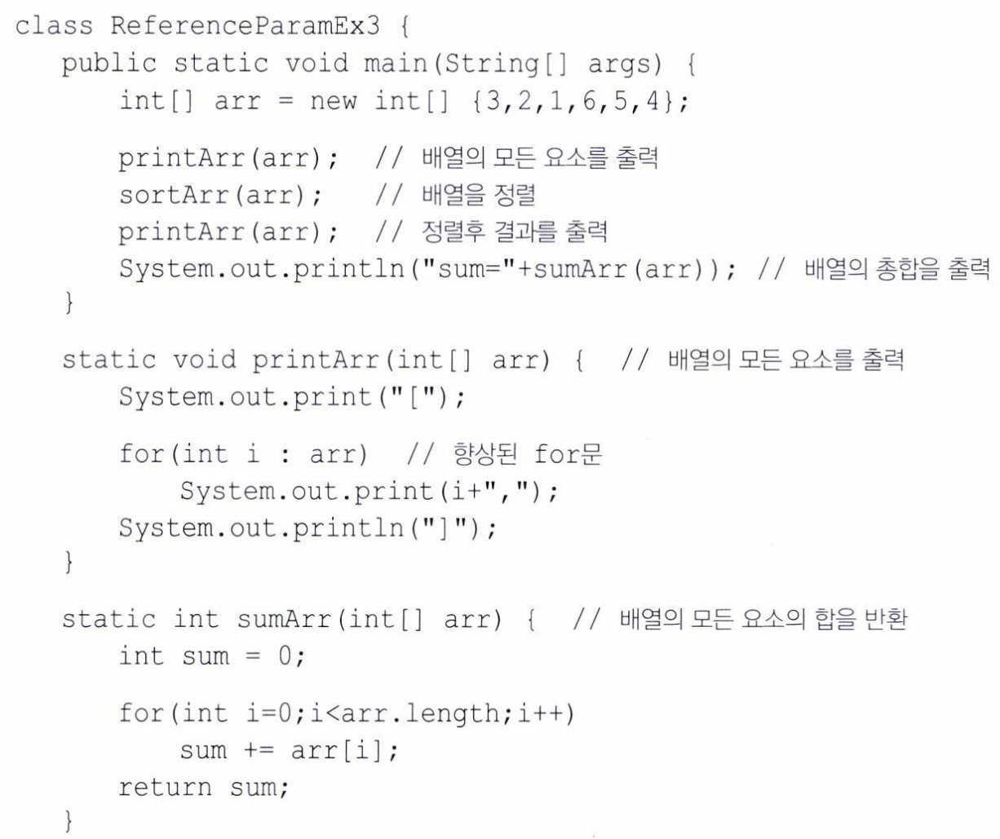 class ReferenceParamEx3 {
public static void main(String[] args) {
int[] arr = new int[] {3,2,1,6,5,4};
printArr(arr); // 배열의 모든 요소를 출력
sortArr(arr); // 배열을 정렬
printArr(arr); // 정렬후 결과를 출력
System.out.println("sum="+sumArr(arr)); // 배열의 총합을 출력
}
static void printArr(int[] arr) { // 배열의 모든 요소를 출력
System.out.print("[");
for(int i : arr) // 향상된 for문
System.out.print(i+",");
System.out.println("]");
}
static int sumArr(int[] arr) { // 배열의 모든 요소의 합을 반환
int sum = 0;
for(int i=0;i<arr.length;i++)
sum += arr[i];
return sum;
}